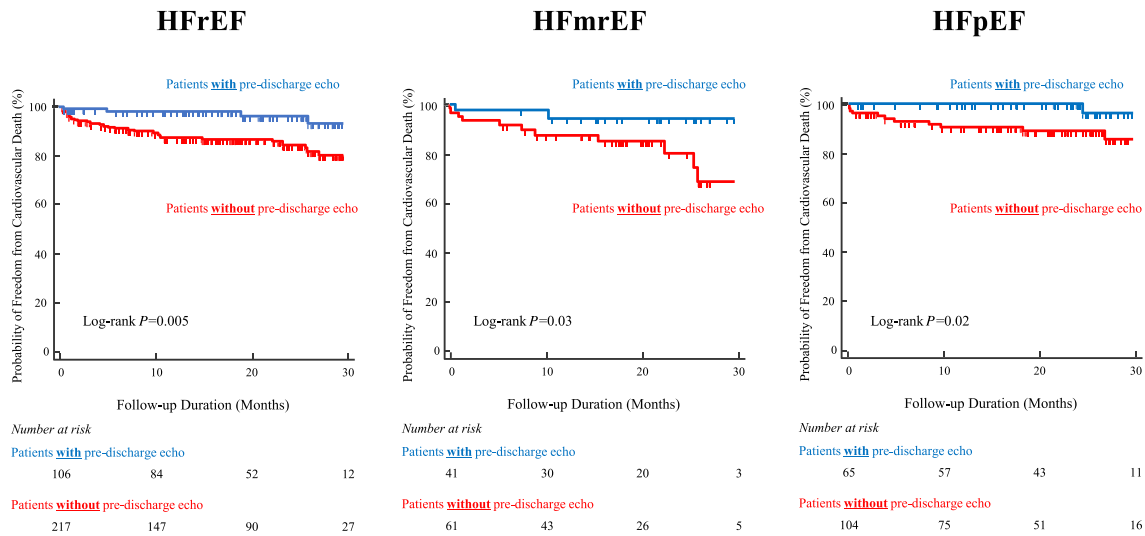 HFrEF
Probability of Freedom from Cardiovascular Death (%)
100
80
60
40
20
0
Patients with pre-discharge echo
Patients without pre-discharge echo
Log-rank P=0.005
0 10 20 30
Follow-up Duration (Months)
Number at risk
Patients with pre-discharge echo
106 84 52 12
Patients without pre-discharge echo
217 147 90 27
HFmrEF
Probability of Freedom from Cardiovascular Death (%)
100
80
60
40
20
0
Patients with pre-discharge echo
Patients without pre-discharge echo
Log-rank P=0.03
0 10 20 30
Follow-up Duration (Months)
Number at risk
Patients with pre-discharge echo
41 30 20 3
Patients without pre-discharge echo
61 43 26 5
HFpEF
Probability of Freedom from Cardiovascular Death (%)
100
80
60
40
20
0
Patients with pre-discharge echo
Patients without pre-discharge echo
Log-rank P=0.02
0 10 20 30
Follow-up Duration (Months)
Number at risk
Patients with pre-discharge echo
65 57 43 11
Patients without pre-discharge echo
104 75 51 16